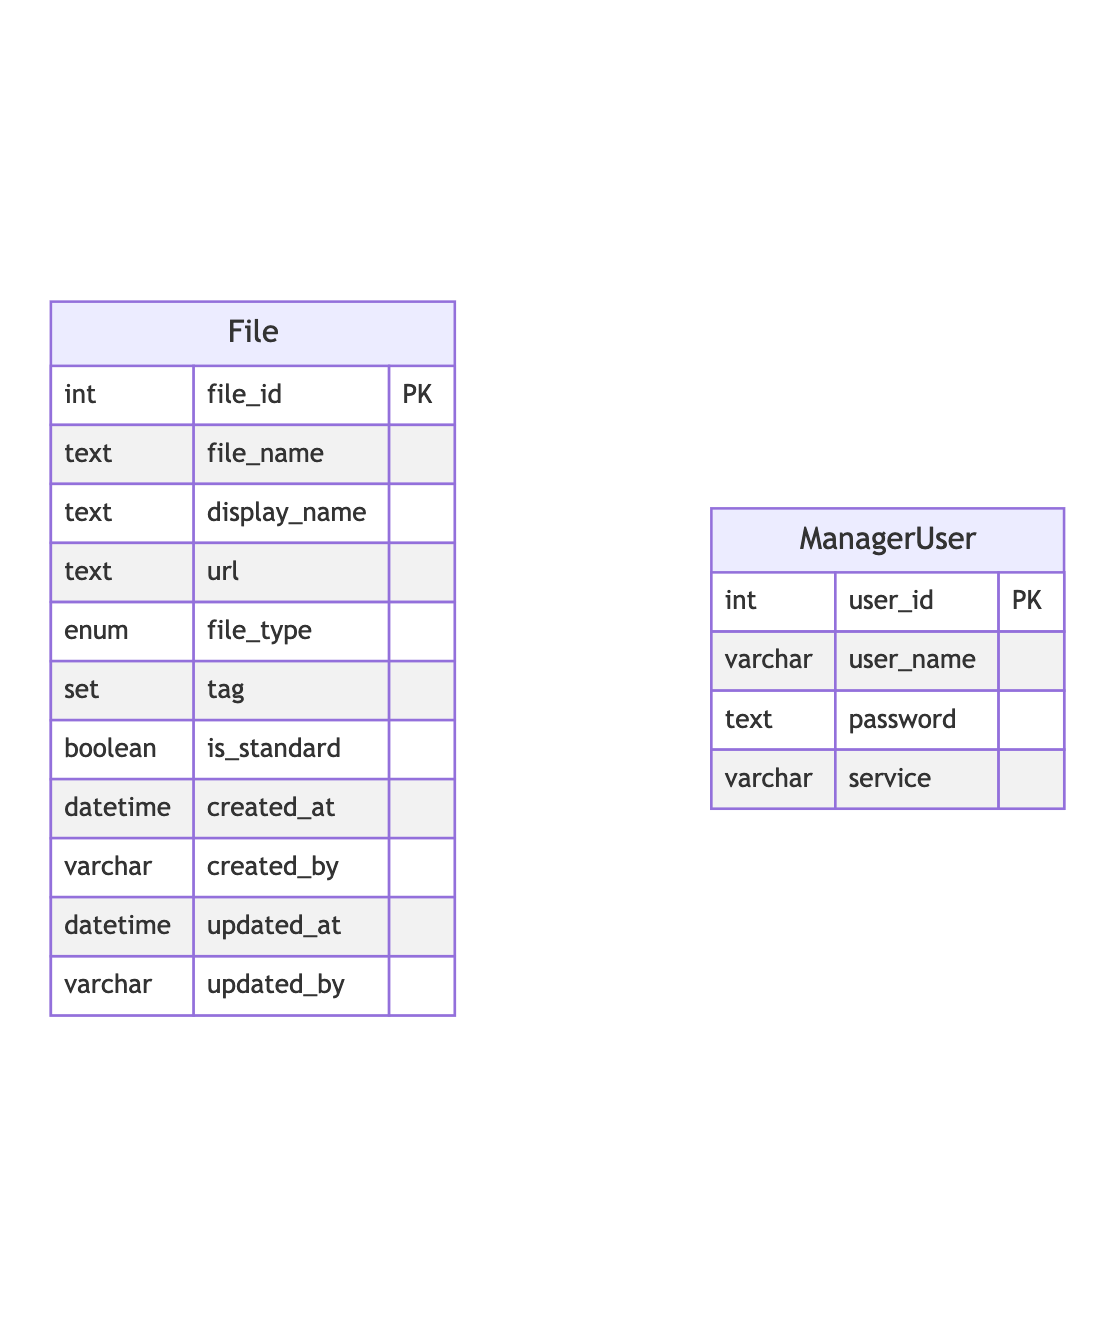 File
int file_id PK
text file_name
text display_name
text url
enum file_type
set tag
boolean is_standard
datetime created_at
varchar created_by
datetime updated_at
varchar updated_by
ManagerUser
int user_id PK
varchar user_name
text password
varchar service